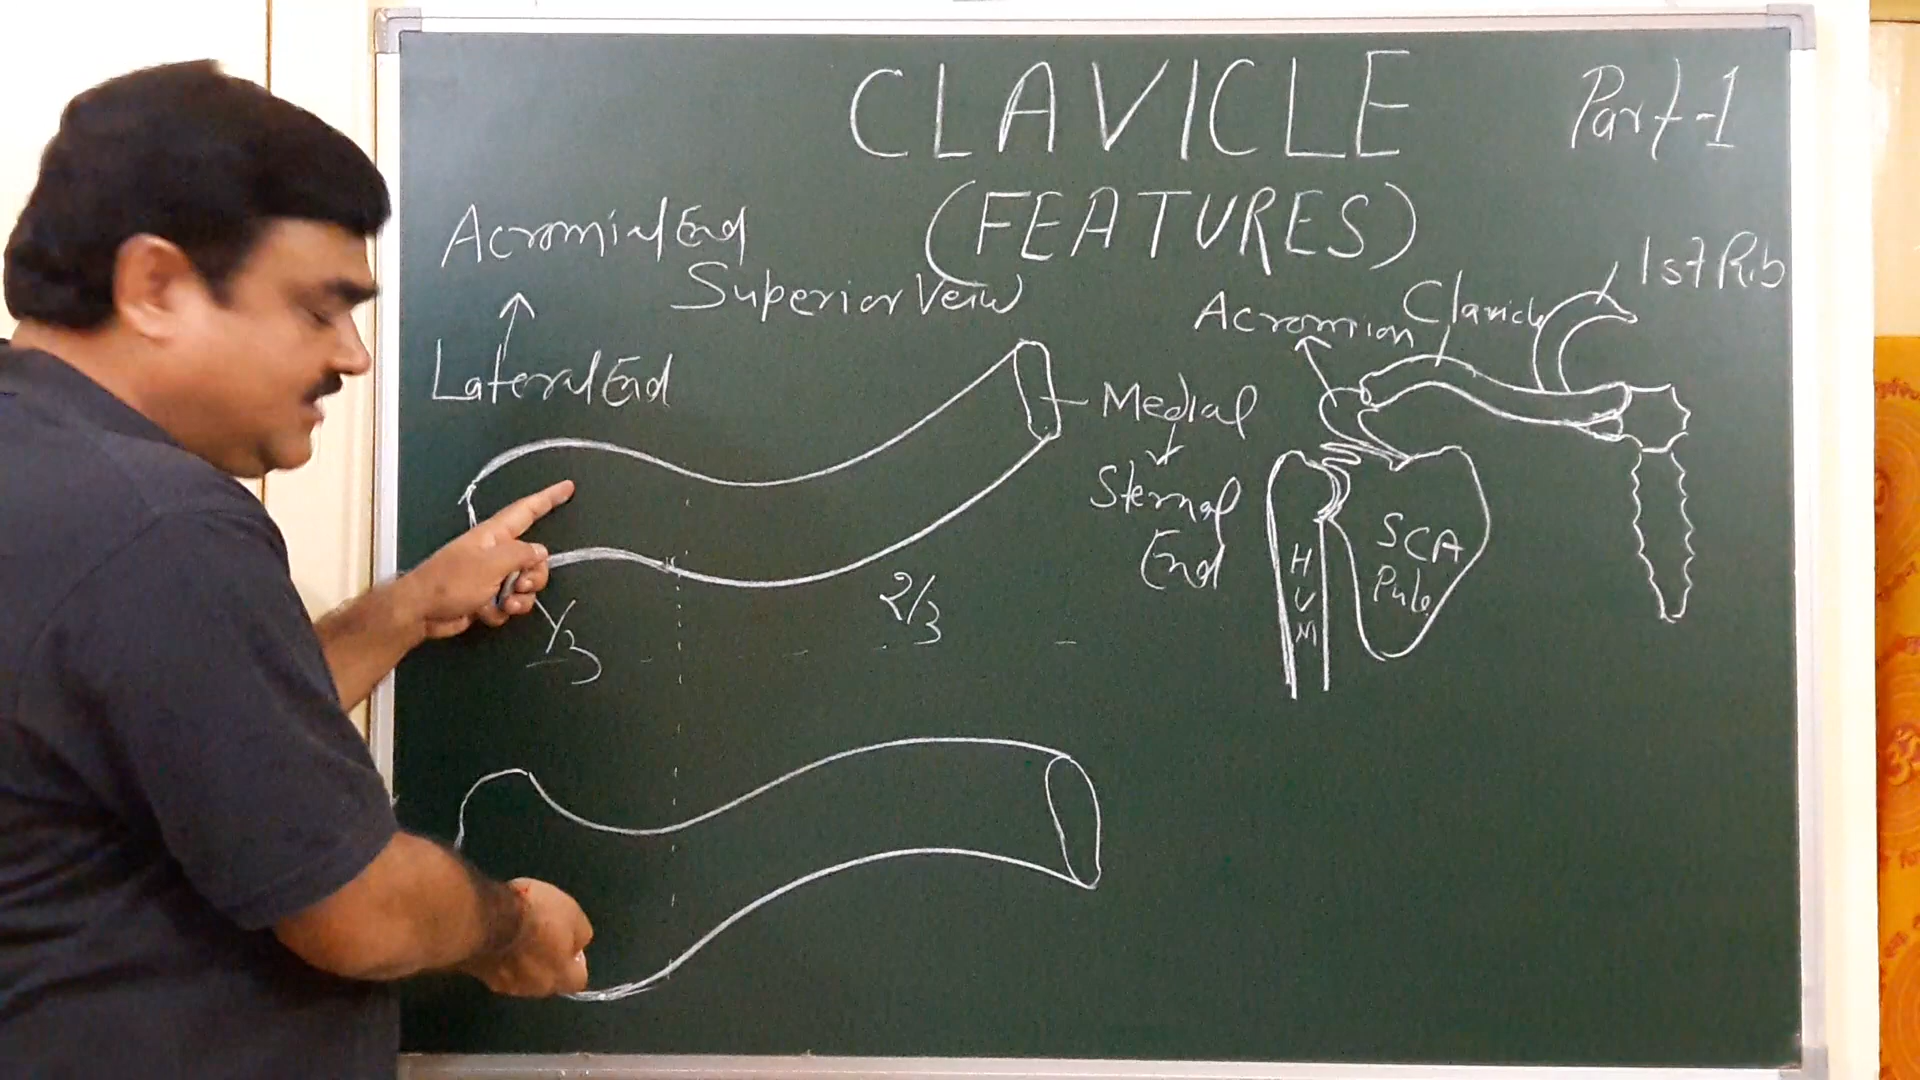 CLAVICLE
Part-1
(FEATURES)
Acromial End
Superior Veiw
1st Rib
Clavicle
Acromion
Lateral End
Medial
Sternal
End
SCA
Pula
HUM
1/3
2/3